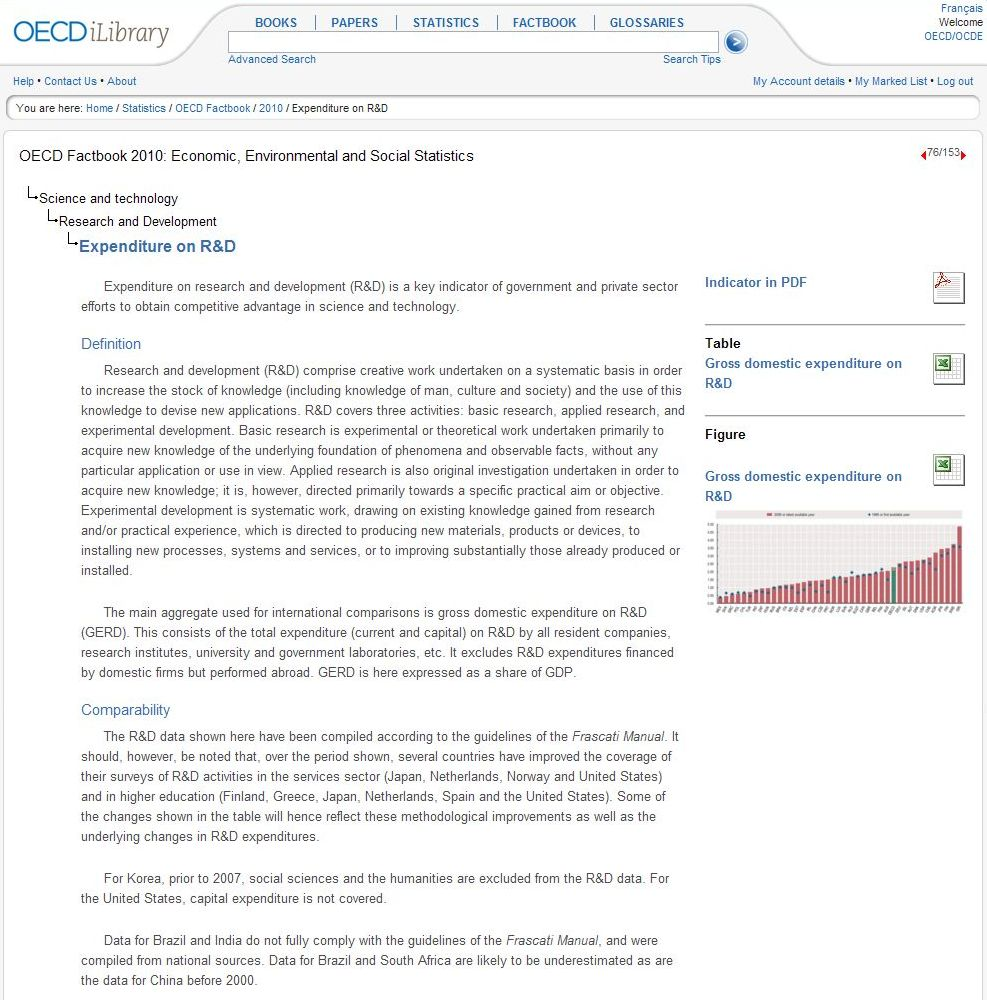 OECD iLibrary
BOOKS PAPERS STATISTICS FACTBOOK GLOSSARIES
Advanced Search Search Tips
Français
Welcome
OECD/OCDE
Help • Contact Us • About
My Account details • My Marked List • Log out
You are here: Home / Statistics / OECD Factbook / 2010 / Expenditure on R&D
OECD Factbook 2010: Economic, Environmental and Social Statistics
76/153
Science and technology
Research and Development
Expenditure on R&D
Expenditure on research and development (R&D) is a key indicator of government and private sector
efforts to obtain competitive advantage in science and technology.
Definition
Research and development (R&D) comprise creative work undertaken on a systematic basis in order
to increase the stock of knowledge (including knowledge of man, culture and society) and the use of this
knowledge to devise new applications. R&D covers three activities: basic research, applied research, and
experimental development. Basic research is experimental or theoretical work undertaken primarily to
acquire new knowledge of the underlying foundation of phenomena and observable facts, without any
particular application or use in view. Applied research is also original investigation undertaken in order to
acquire new knowledge; it is, however, directed primarily towards a specific practical aim or objective.
Experimental development is systematic work, drawing on existing knowledge gained from research
and/or practical experience, which is directed to producing new materials, products or devices, to
installing new processes, systems and services, or to improving substantially those already produced or
installed.
The main aggregate used for international comparisons is gross domestic expenditure on R&D
(GERD). This consists of the total expenditure (current and capital) on R&D by all resident companies,
research institutes, university and government laboratories, etc. It excludes R&D expenditures financed
by domestic firms but performed abroad. GERD is here expressed as a share of GDP.
Comparability
The R&D data shown here have been compiled according to the guidelines of the Frascati Manual. It
should, however, be noted that, over the period shown, several countries have improved the coverage of
their surveys of R&D activities in the services sector (Japan, Netherlands, Norway and United States)
and in higher education (Finland, Greece, Japan, Netherlands, Spain and the United States). Some of
the changes shown in the table will hence reflect these methodological improvements as well as the
underlying changes in R&D expenditures.
For Korea, prior to 2007, social sciences and the humanities are excluded from the R&D data. For
the United States, capital expenditure is not covered.
Data for Brazil and India do not fully comply with the guidelines of the Frascati Manual, and were
compiled from national sources. Data for Brazil and South Africa are likely to be underestimated as are
the data for China before 2000.
Indicator in PDF
Table
Gross domestic expenditure on
R&D
Figure
Gross domestic expenditure on
R&D